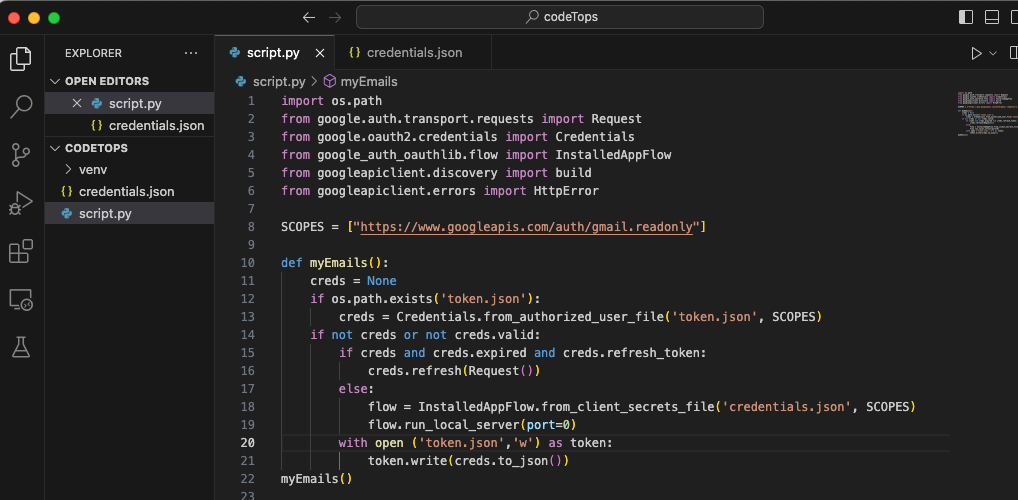 codeTops
EXPLORER
OPEN EDITORS
script.py
{} credentials.json
CODETOPS
venv
{} credentials.json
script.py
script.py
{} credentials.json
script.py > myEmails
1 import os.path
2 from google.auth.transport.requests import Request
3 from google.oauth2.credentials import Credentials
4 from google_auth_oauthlib.flow import InstalledAppFlow
5 from googleapiclient.discovery import build
6 from googleapiclient.errors import HttpError
7
8 SCOPES = ["https://www.googleapis.com/auth/gmail.readonly"]
9
10 def myEmails():
11     creds = None
12     if os.path.exists('token.json'):
13         creds = Credentials.from_authorized_user_file('token.json', SCOPES)
14     if not creds or not creds.valid:
15         if creds and creds.expired and creds.refresh_token:
16             creds.refresh(Request())
17         else:
18             flow = InstalledAppFlow.from_client_secrets_file('credentials.json', SCOPES)
19             flow.run_local_server(port=0)
20         with open ('token.json','w') as token:
21             token.write(creds.to_json())
22 myEmails()
23